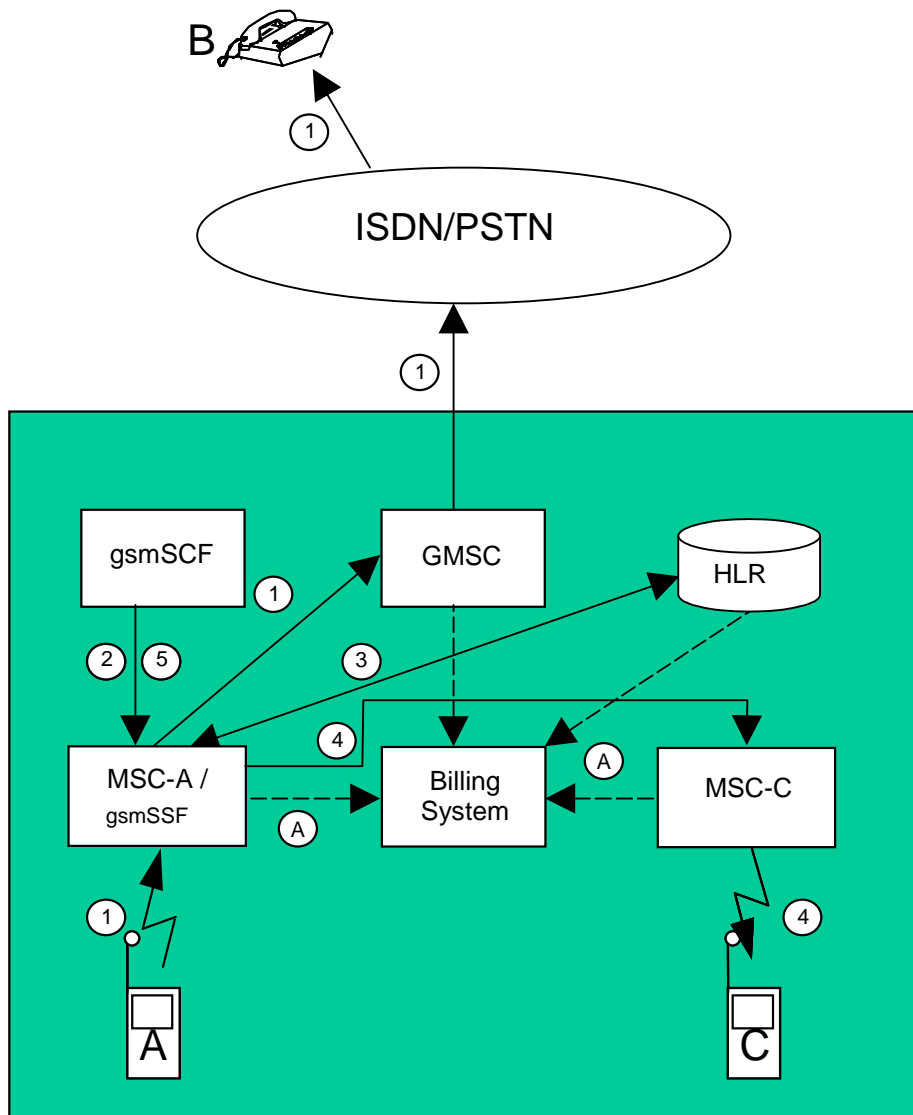 B
1
ISDN/PSTN
1
gsmSCF
GMSC
HLR
1
2
5
3
4
MSC-A /
gsmSSF
Billing
System
MSC-C
A
A
1
4
A
C